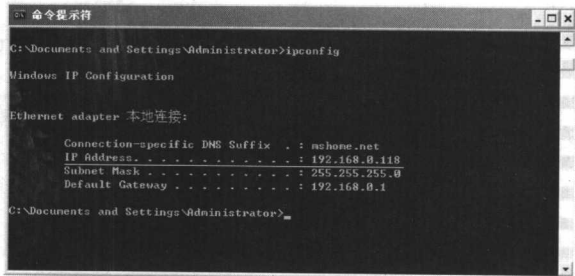 命令提示符
C:\Documents and Settings\Administrator>ipconfig
Windows IP Configuration
Ethernet adapter 本地连接:
Connection-specific DNS Suffix . : mshome.net
IP Address. . . . . . . . . . . . : 192.168.0.118
Subnet Mask . . . . . . . . . . . : 255.255.255.0
Default Gateway . . . . . . . . . : 192.168.0.1
C:\Documents and Settings\Administrator>_